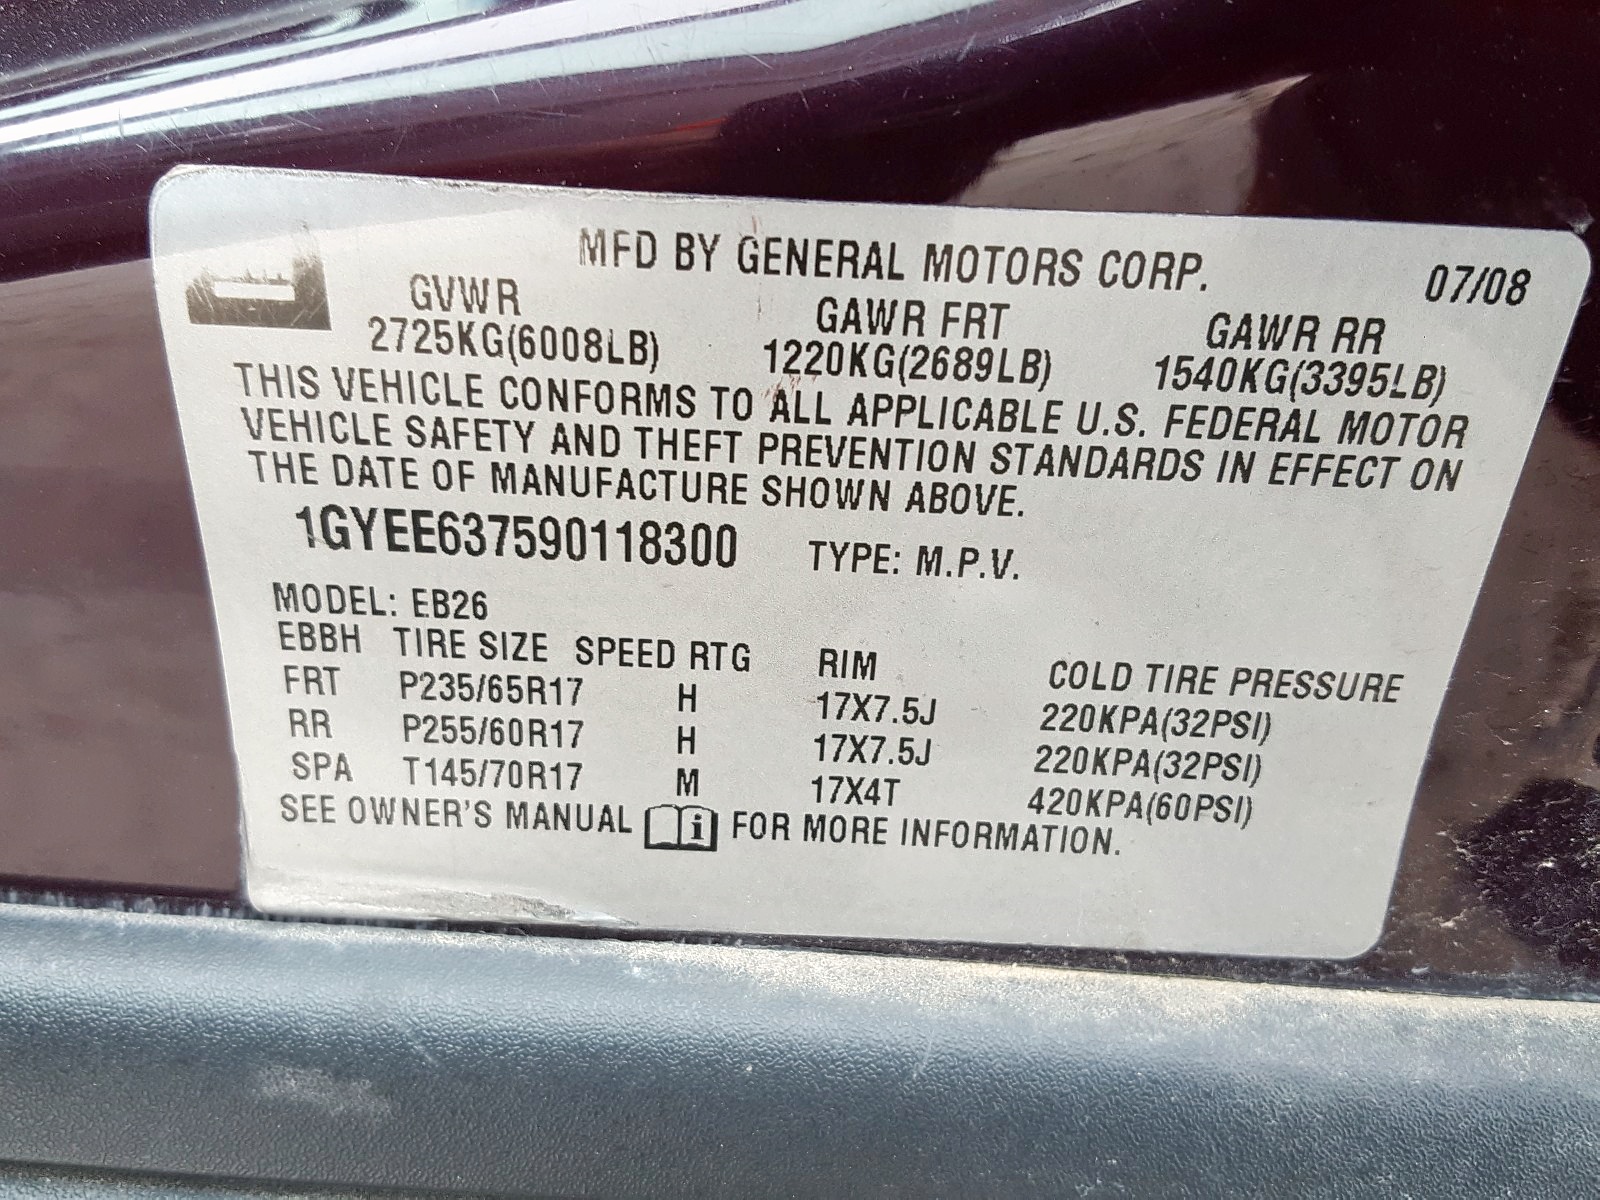 MFD BY GENERAL MOTORS CORP. 07/08
GVWR GAWR FRT GAWR RR
2725KG(6008LB) 1220KG(2689LB) 1540KG(3395LB)
THIS VEHICLE CONFORMS TO ALL APPLICABLE U.S. FEDERAL MOTOR
VEHICLE SAFETY AND THEFT PREVENTION STANDARDS IN EFFECT ON
THE DATE OF MANUFACTURE SHOWN ABOVE.
1GYEE637590118300 TYPE: M.P.V.
MODEL: EB26
EBBH TIRE SIZE SPEED RTG RIM COLD TIRE PRESSURE
FRT P235/65R17 H 17X7.5J 220KPA(32PSI)
RR P255/60R17 H 17X7.5J 220KPA(32PSI)
SPA T145/70R17 M 17X4T 420KPA(60PSI)
SEE OWNER'S MANUAL i FOR MORE INFORMATION.